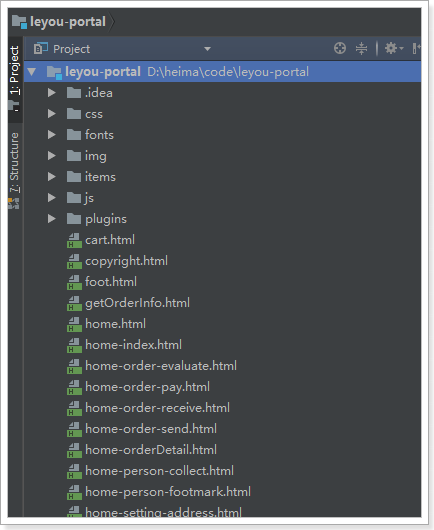 leyou-portal
1: Project
7: Structure
Project
leyou-portal D:\heima\code\leyou-portal
.idea
css
fonts
img
items
js
plugins
cart.html
copyright.html
foot.html
getOrderInfo.html
home.html
home-index.html
home-order-evaluate.html
home-order-pay.html
home-order-receive.html
home-order-send.html
home-orderDetail.html
home-person-collect.html
home-person-footmark.html
home-setting-address.html